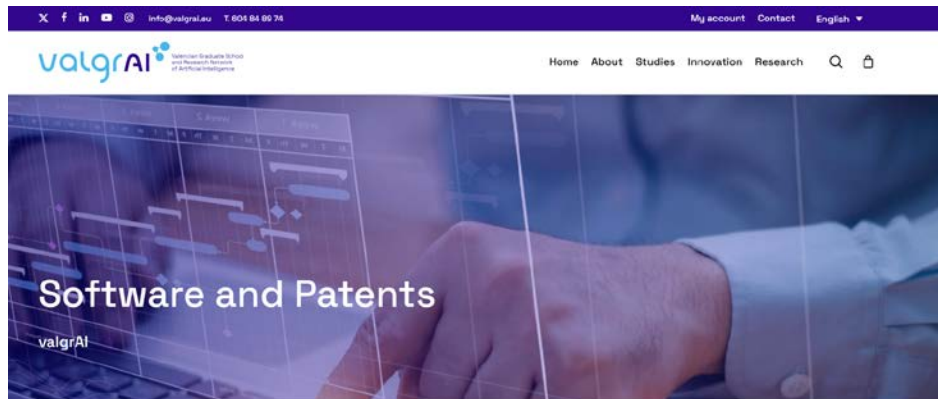 info@valgrai.eu T. 604 84 89 74
My account Contact English
valgrAI
Valencian Graduate School
and Research Network
of Artificial Intelligence
Home About Studies Innovation Research
Software and Patents
valgrAI